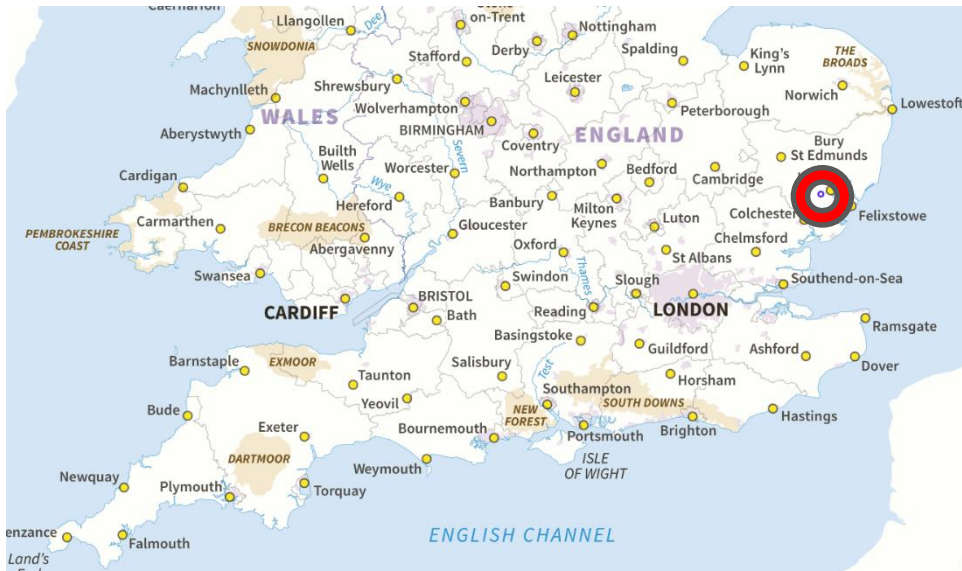 Caernarfon
Llangollen
Dee
on-Trent
Nottingham
Derby
Spalding
King's
Lynn
THE
BROADS
SNOWDONIA
Stafford
Shrewsbury
Leicester
Norwich
Machynlleth
Wolverhampton
Peterborough
Lowestoft
WALES
BIRMINGHAM
ENGLAND
Aberystwyth
Coventry
Bury
St Edmunds
Builth
Wells
Severn
Worcester
Northampton
Bedford
Cambridge
Cardigan
Wye
Hereford
Banbury
Milton
Keynes
Carmarthen
BRECON BEACONS
Gloucester
Luton
Colchester
Felixstowe
PEMBROKESHIRE
COAST
Abergavenny
Oxford
Chelmsford
St Albans
Thames
Swansea
Swindon
Slough
Southend-on-Sea
CARDIFF
BRISTOL
Bath
Reading
LONDON
Ramsgate
Basingstoke
Guildford
Ashford
Barnstaple
EXMOOR
Salisbury
Test
Dover
Taunton
Horsham
Southampton
SOUTH DOWNS
Yeovil
Bude
NEW
FOREST
Hastings
Exeter
Bournemouth
Portsmouth
Brighton
DARTMOOR
Weymouth
ISLE
OF WIGHT
Newquay
Plymouth
Torquay
enzance
Falmouth
ENGLISH CHANNEL
Land's